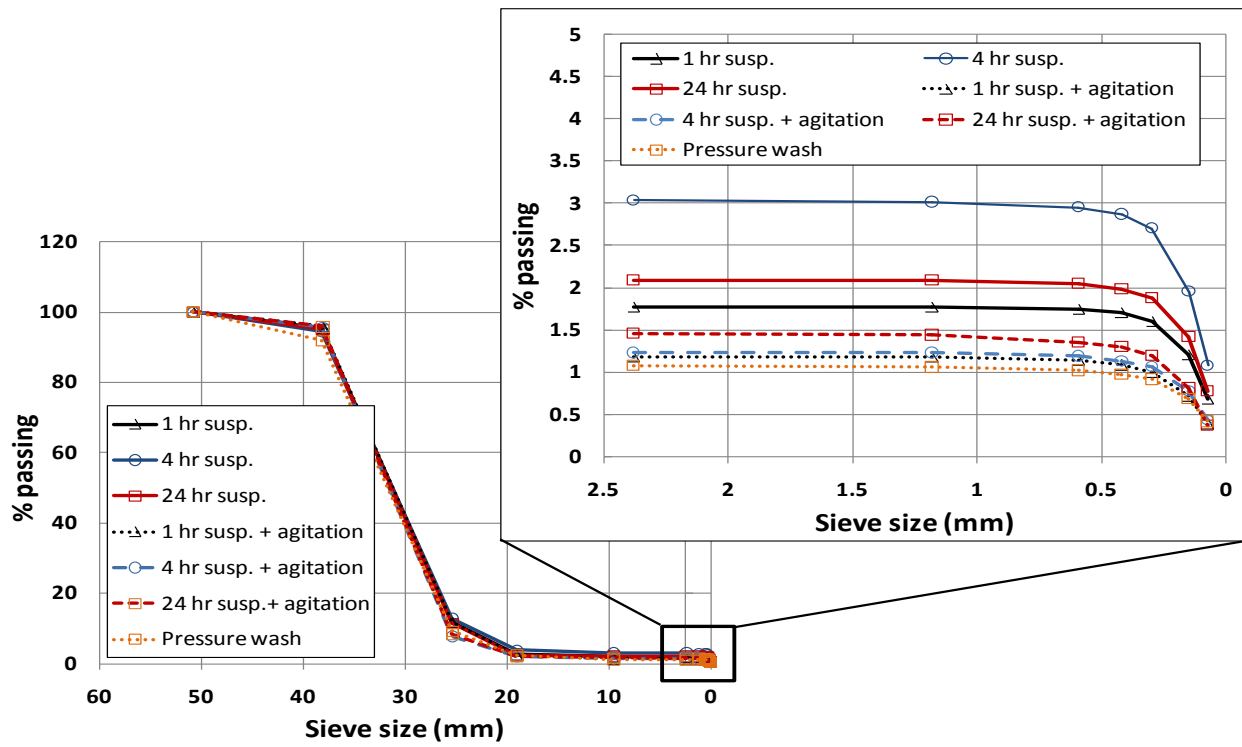 5
4.5
4
3.5
3
2.5
2
1.5
1
0.5
0
% passing
1 hr susp.
4 hr susp.
24 hr susp.
1 hr susp. + agitation
4 hr susp. + agitation
24 hr susp. + agitation
Pressure wash
2.5 2 1.5 1 0.5 0
Sieve size (mm)
120
100
80
60
40
20
0
% passing
1 hr susp.
4 hr susp.
24 hr susp.
1 hr susp. + agitation
4 hr susp. + agitation
24 hr susp.+ agitation
Pressure wash
60 50 40 30 20 10 0
Sieve size (mm)